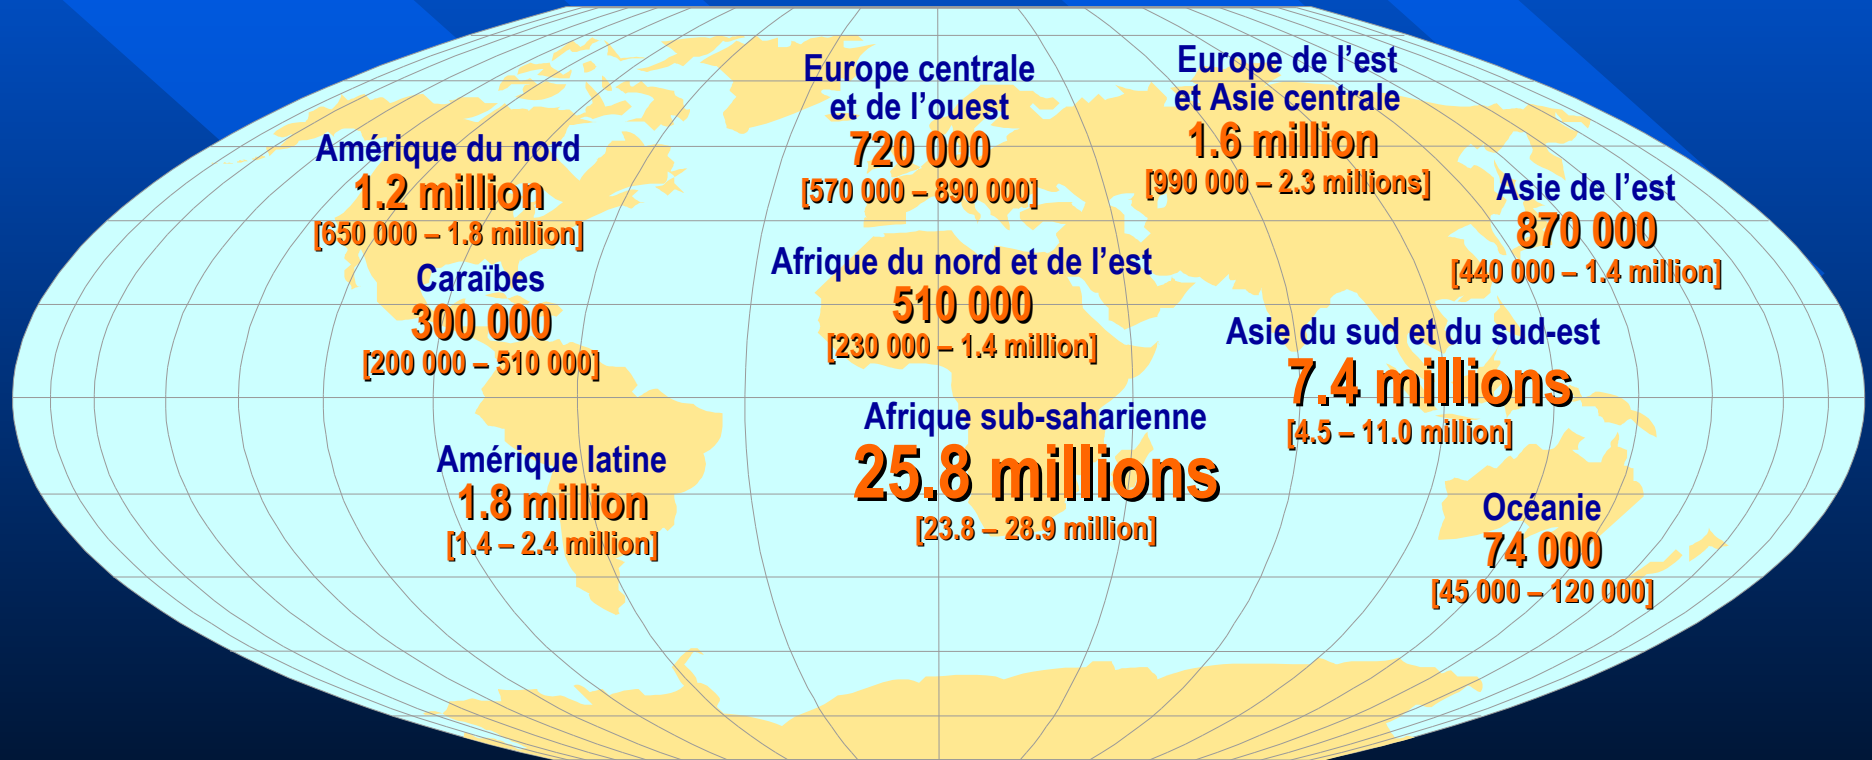 Europe centrale
et de l’ouest
720 000
[570 000 – 890 000]
Europe de l’est
et Asie centrale
1.6 million
[990 000 – 2.3 millions]
Amérique du nord
1.2 million
[650 000 – 1.8 million]
Asie de l’est
870 000
[440 000 – 1.4 million]
Caraïbes
300 000
[200 000 – 510 000]
Afrique du nord et de l’est
510 000
[230 000 – 1.4 million]
Asie du sud et du sud-est
7.4 millions
[4.5 – 11.0 million]
Amérique latine
1.8 million
[1.4 – 2.4 million]
Afrique sub-saharienne
25.8 millions
[23.8 – 28.9 million]
Océanie
74 000
[45 000 – 120 000]